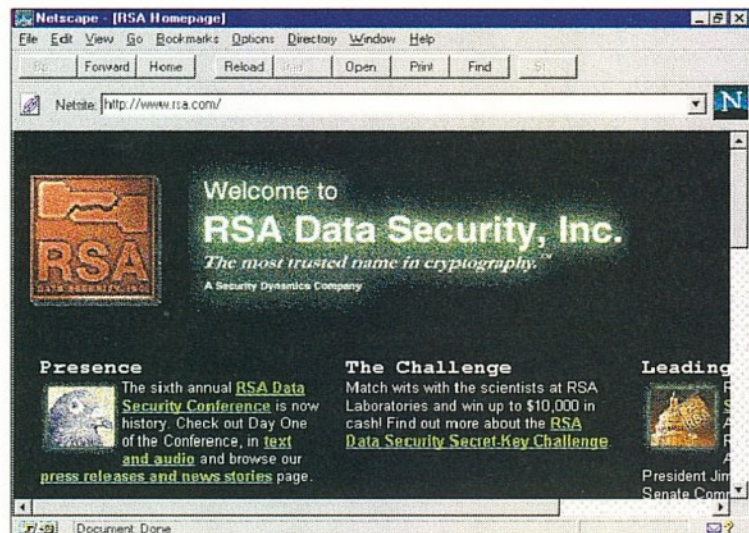 Netscape - [RSA Homepage]
File Edit View Go Bookmarks Options Directory Window Help
Forward Home Reload Open Print Find
Netsite: http://www.rsa.com/
N
RSA
DATA SECURITY, INC.
Welcome to
RSA Data Security, Inc.
The most trusted name in cryptography.™
A Security Dynamics Company
Presence
The sixth annual RSA Data
Security Conference is now
history. Check out Day One
of the Conference, in text
and audio and browse our
press releases and news stories page.
The Challenge
Match wits with the scientists at RSA
Laboratories and win up to $10,000 in
cash! Find out more about the RSA
Data Security Secret-Key Challenge.
Leading
R
S
A
R
A
President Jim
Senate Comm
Document: Done